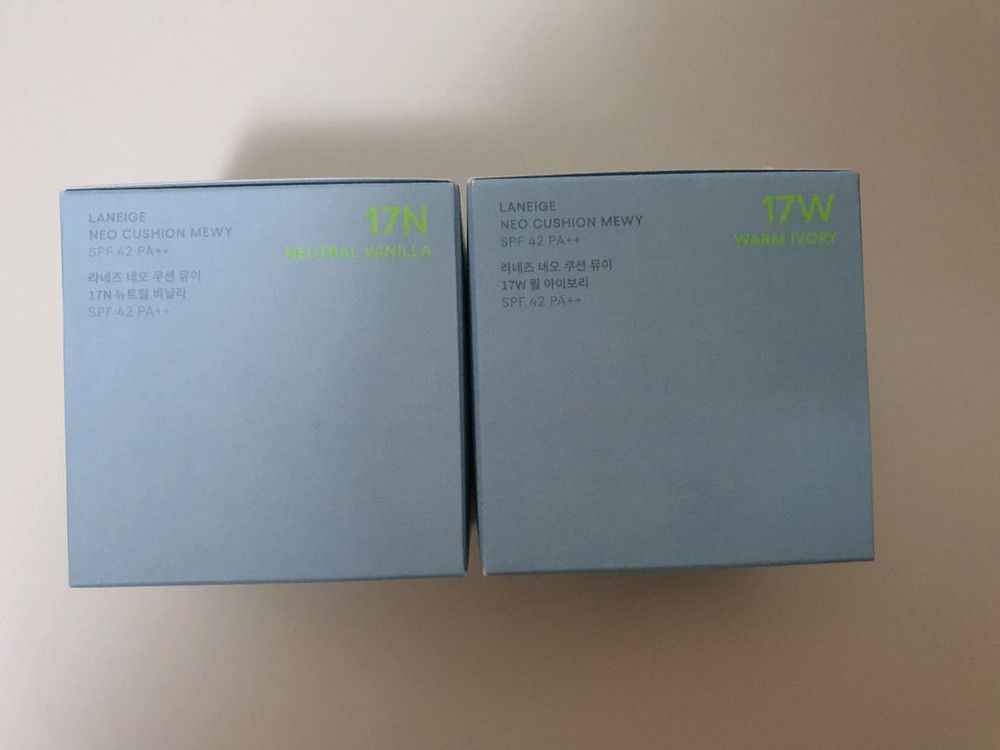 LANEIGE
NEO CUSHION MEWY
SPF 42 PA++
라네즈 네오 쿠션 뮤이
17N 뉴트럴 바닐라
SPF 42 PA++
17N
NEUTRAL VANILLA
LANEIGE
NEO CUSHION MEWY
SPF 42 PA++
라네즈 네오 쿠션 뮤이
17W 웜 아이보리
SPF 42 PA++
17W
WARM IVORY